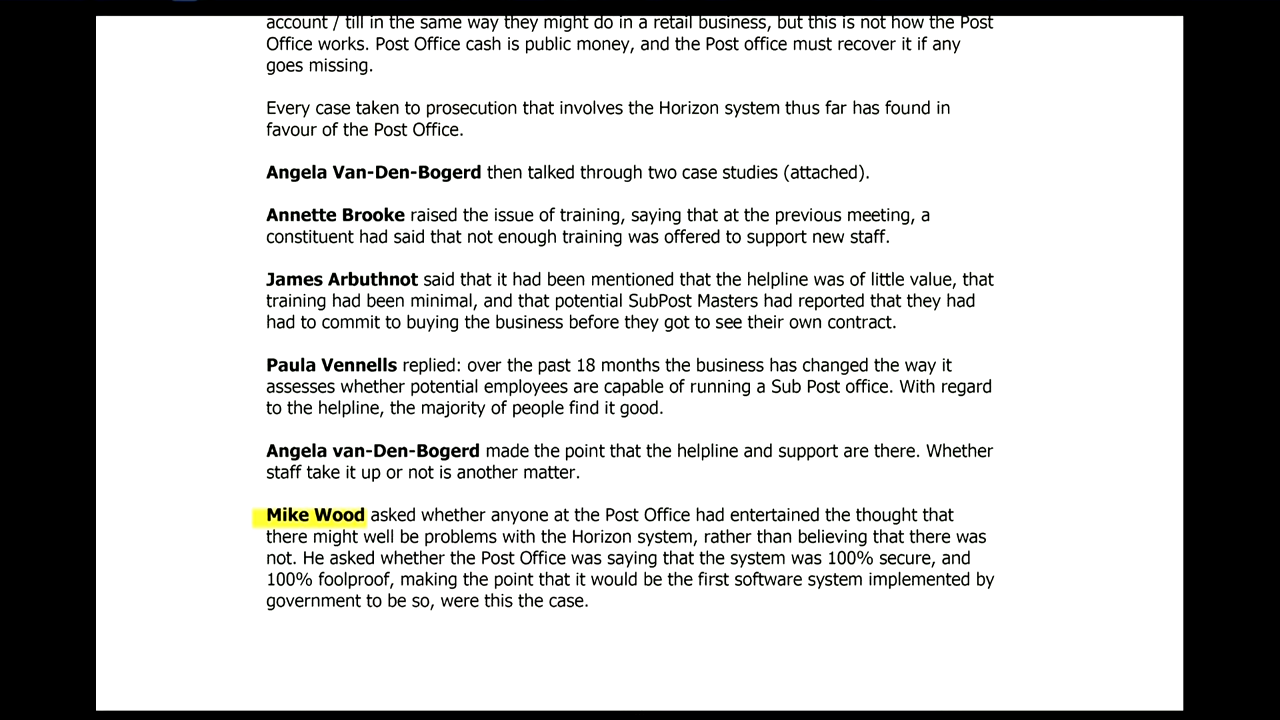 account / till in the same way they might do in a retail business, but this is not how the Post
Office works. Post Office cash is public money, and the Post office must recover it if any
goes missing.
Every case taken to prosecution that involves the Horizon system thus far has found in
favour of the Post Office.
Angela Van-Den-Bogerd then talked through two case studies (attached).
Annette Brooke raised the issue of training, saying that at the previous meeting, a
constituent had said that not enough training was offered to support new staff.
James Arbuthnot said that it had been mentioned that the helpline was of little value, that
training had been minimal, and that potential SubPost Masters had reported that they had
had to commit to buying the business before they got to see their own contract.
Paula Vennells replied: over the past 18 months the business has changed the way it
assesses whether potential employees are capable of running a Sub Post office. With regard
to the helpline, the majority of people find it good.
Angela van-Den-Bogerd made the point that the helpline and support are there. Whether
staff take it up or not is another matter.
Mike Wood asked whether anyone at the Post Office had entertained the thought that
there might well be problems with the Horizon system, rather than believing that there was
not. He asked whether the Post Office was saying that the system was 100% secure, and
100% foolproof, making the point that it would be the first software system implemented by
government to be so, were this the case.